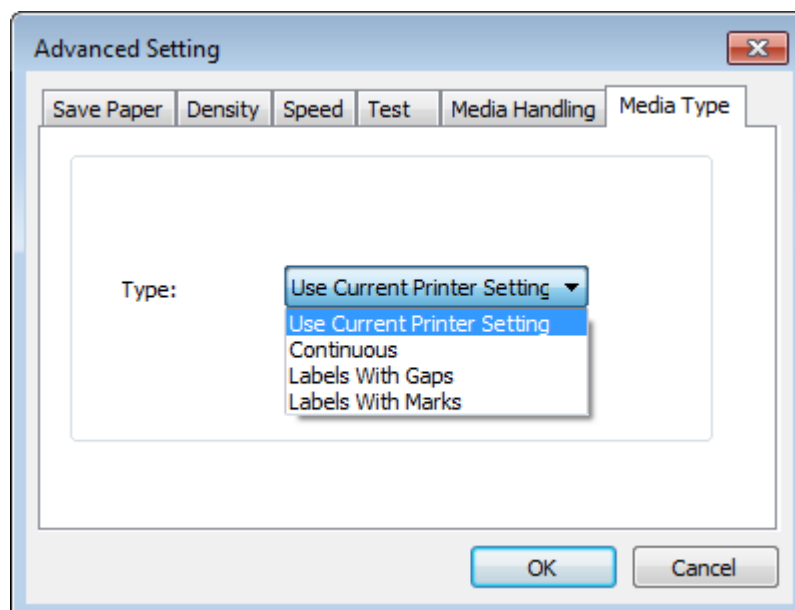 Advanced Setting
Save Paper Density Speed Test Media Handling Media Type
Type: Use Current Printer Setting
Use Current Printer Setting
Continuous
Labels With Gaps
Labels With Marks
OK Cancel